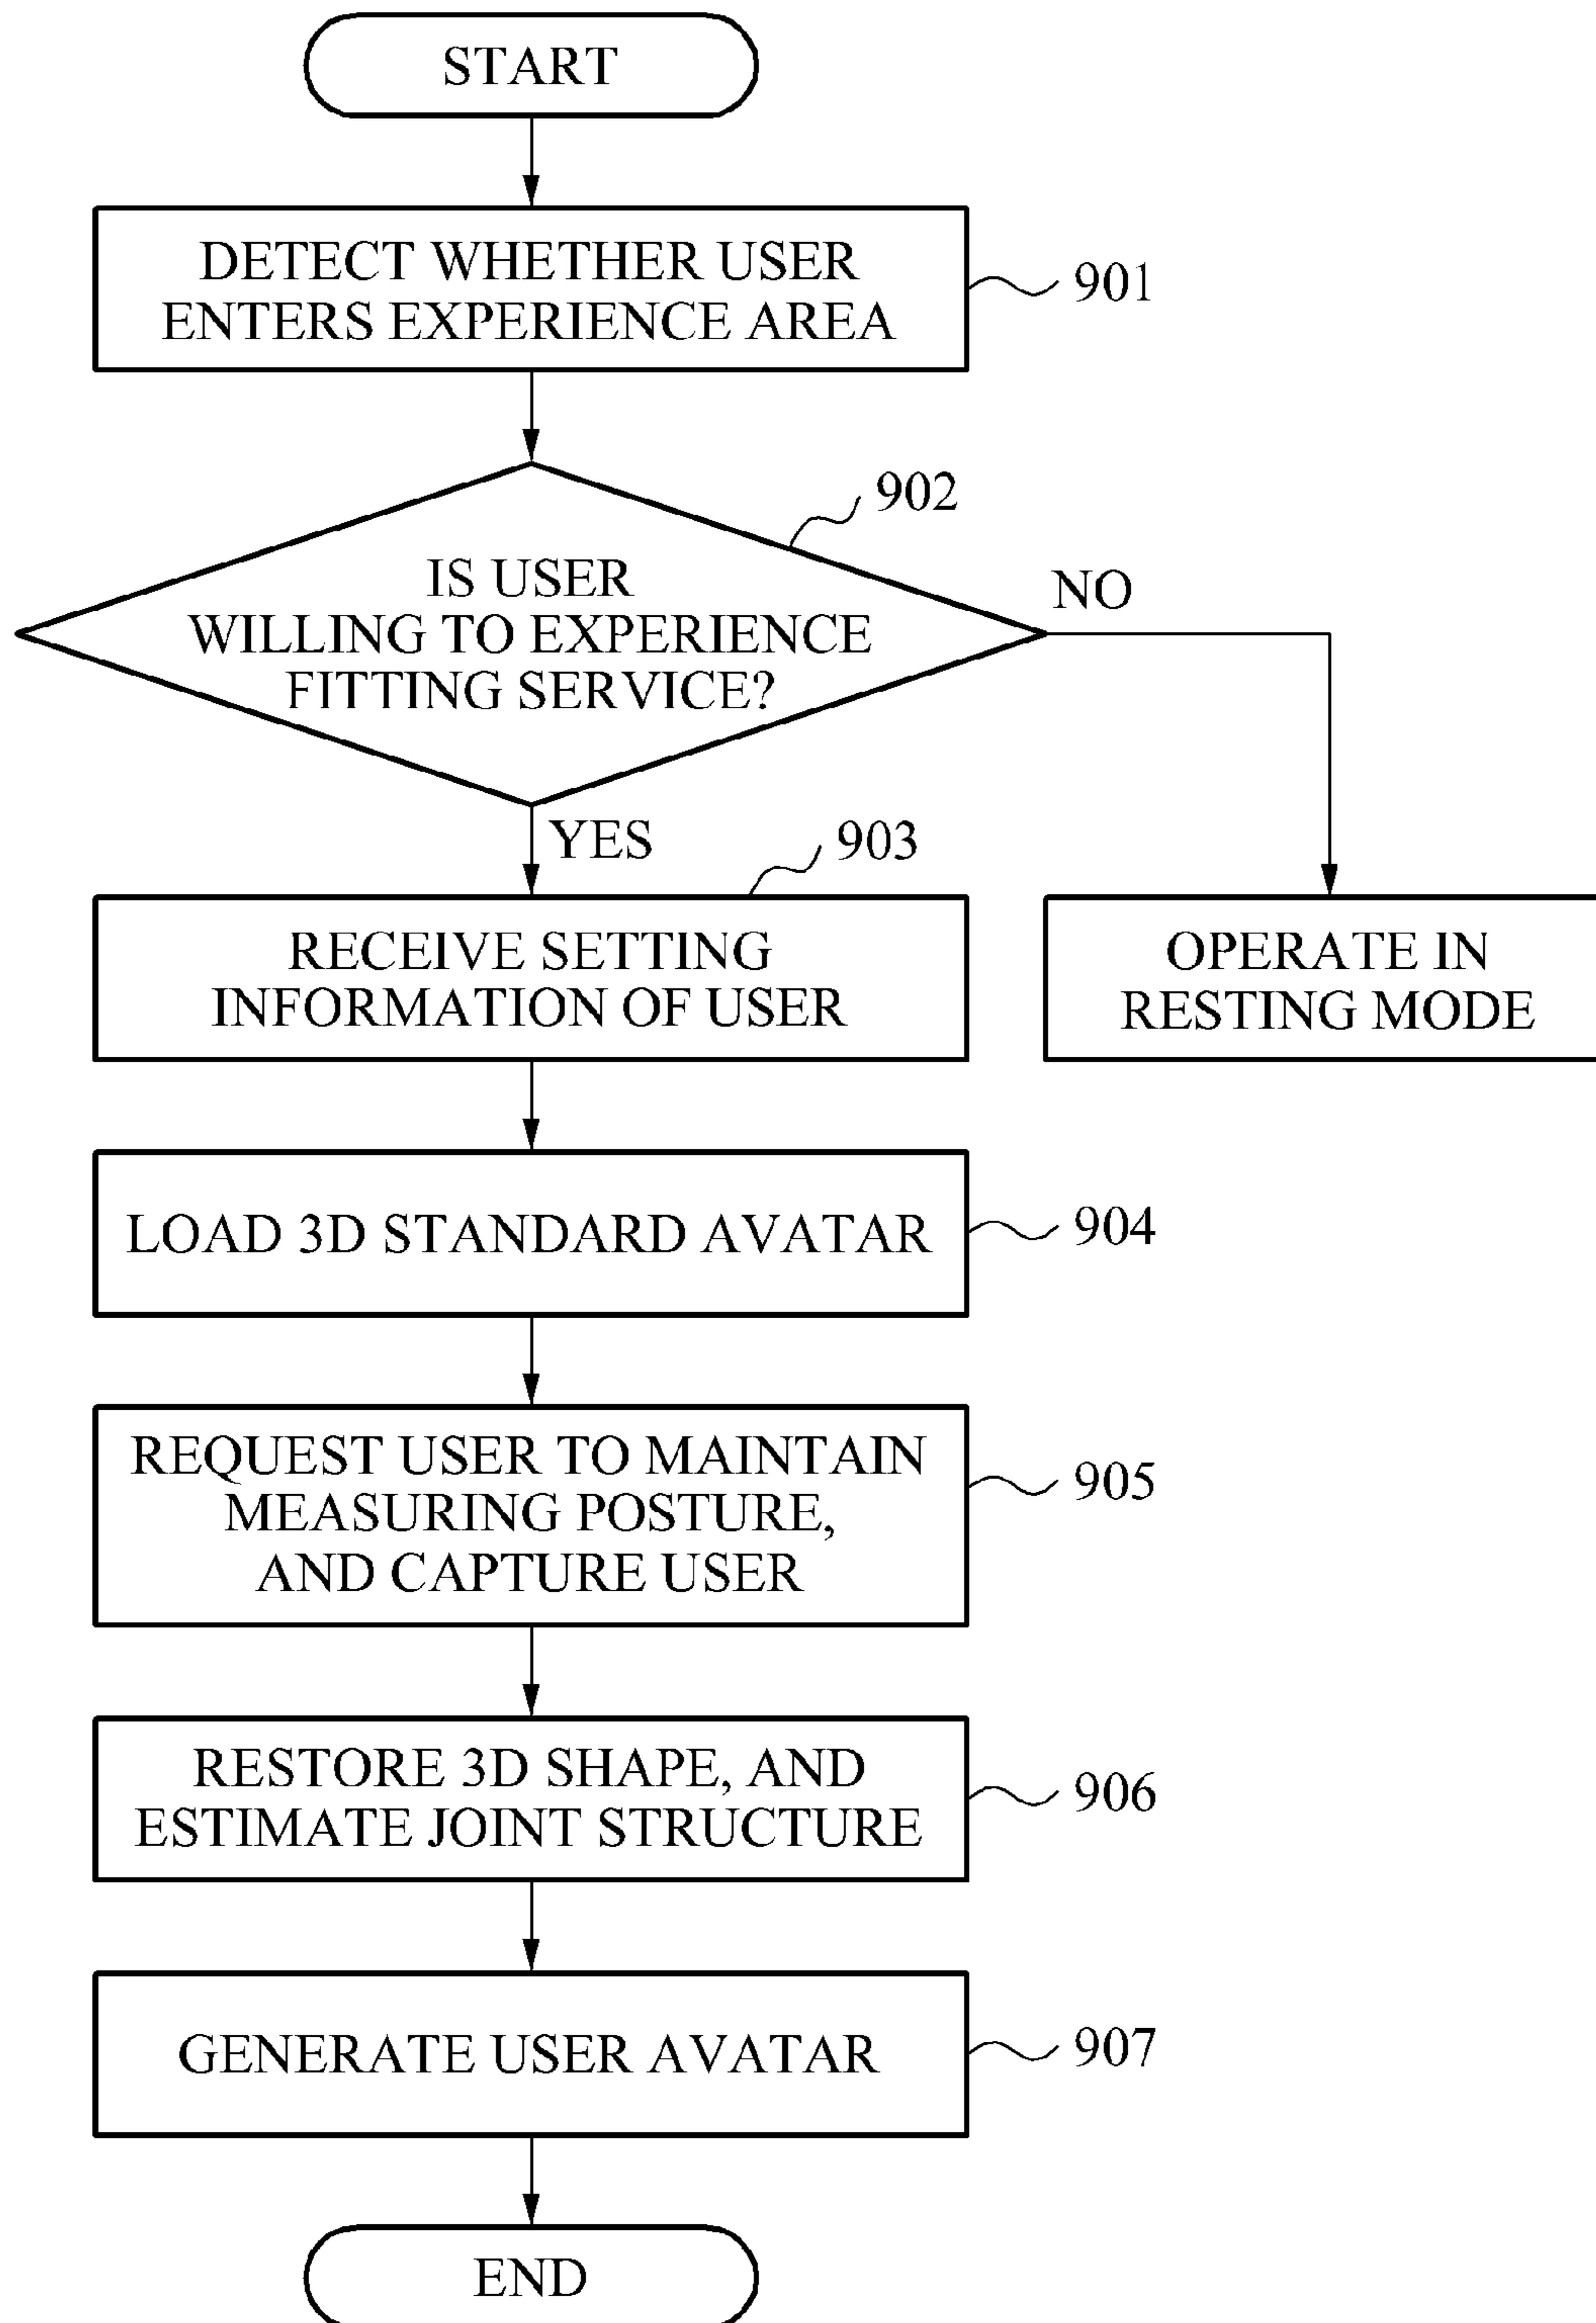 START
DETECT WHETHER USER
ENTERS EXPERIENCE AREA
901
902
IS USER
WILLING TO EXPERIENCE
FITTING SERVICE?
NO
YES
903
RECEIVE SETTING
INFORMATION OF USER
OPERATE IN
RESTING MODE
LOAD 3D STANDARD AVATAR
904
REQUEST USER TO MAINTAIN
MEASURING POSTURE,
AND CAPTURE USER
905
RESTORE 3D SHAPE, AND
ESTIMATE JOINT STRUCTURE
906
GENERATE USER AVATAR
907
END